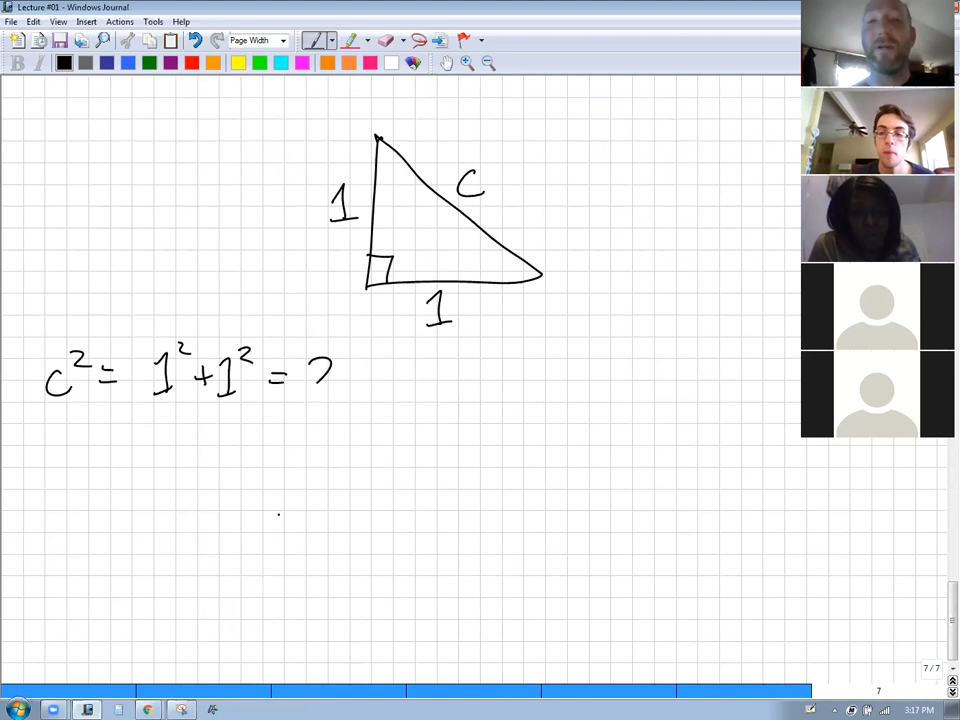 Lecture #01 - Windows Journal
File Edit View Insert Actions Tools Help
Page Width
B I
1
C
1
c² = 1² + 1² = 2
7/7
7
3:17 PM